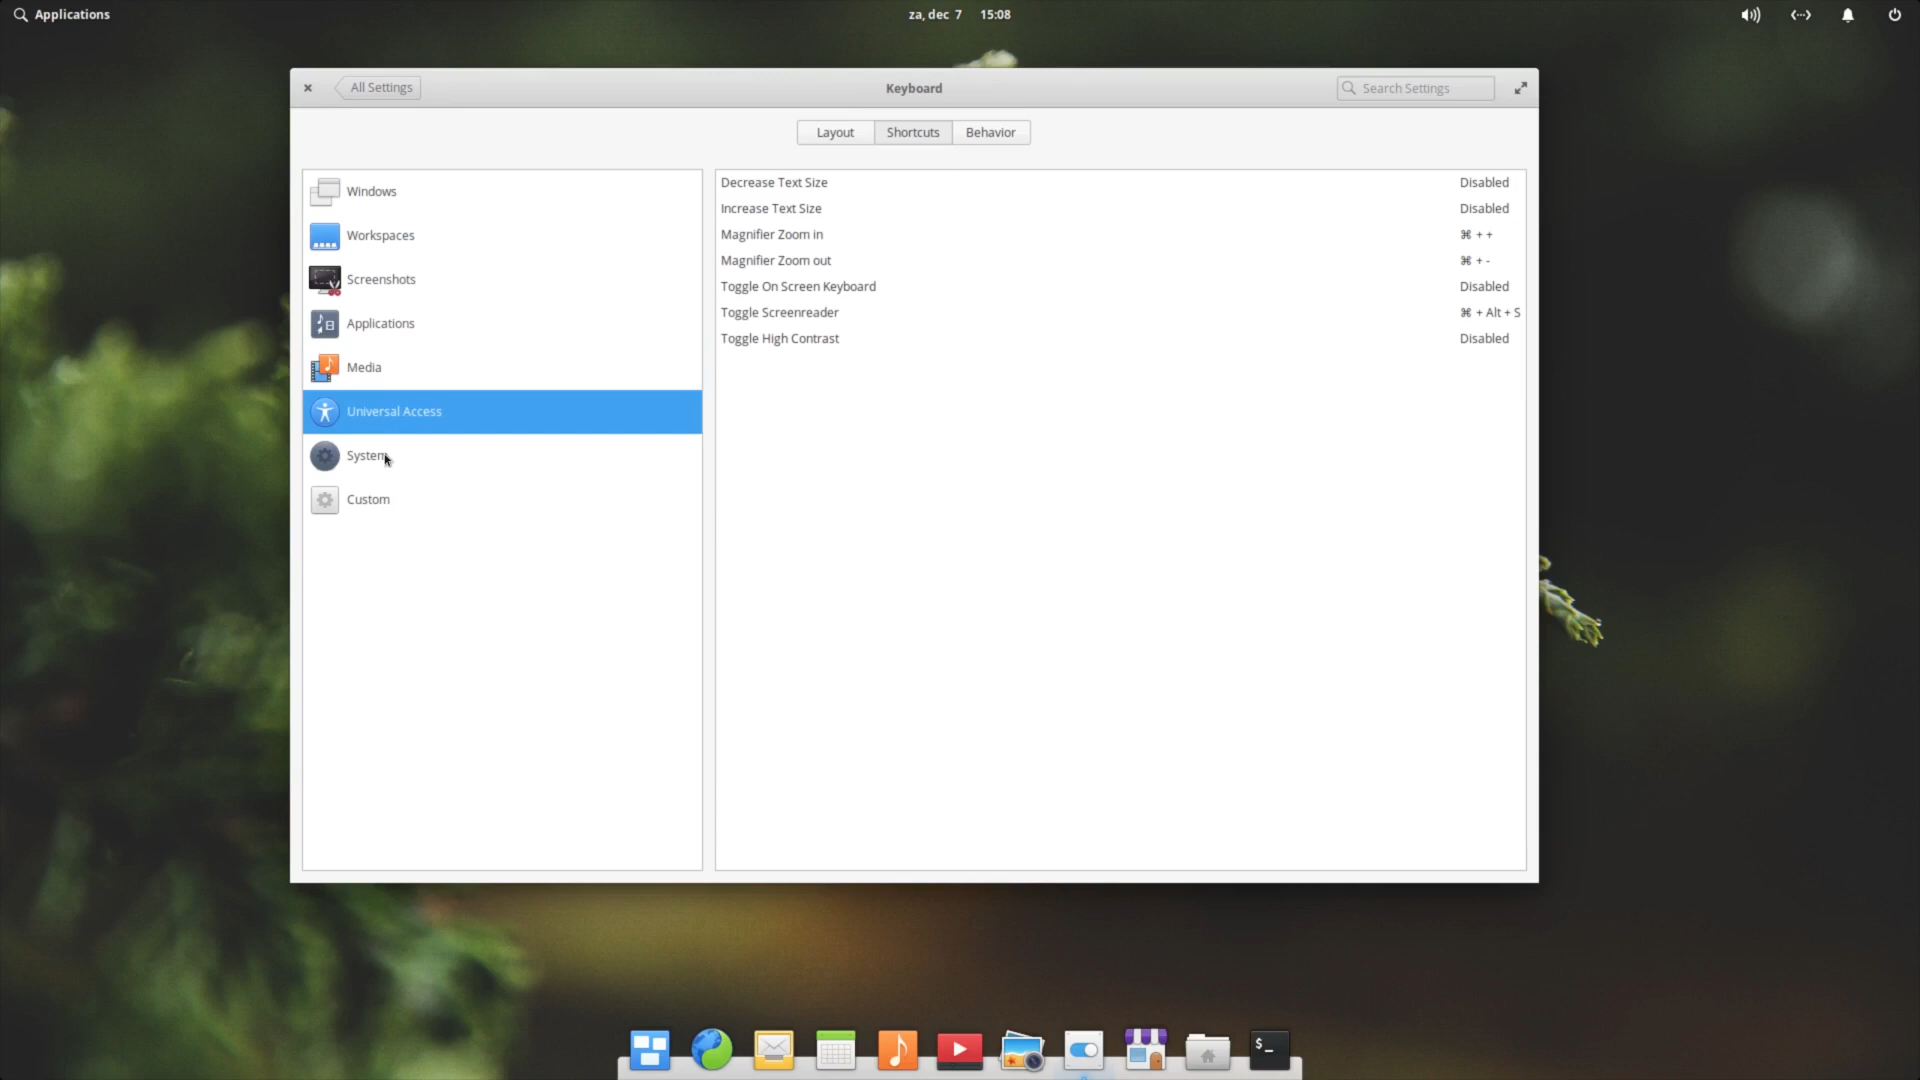 Applications
za, dec 7 15:08
All Settings
Keyboard
Search Settings
Layout
Shortcuts
Behavior
Windows
Workspaces
Screenshots
Applications
Media
Universal Access
System
Custom
Decrease Text Size Disabled
Increase Text Size Disabled
Magnifier Zoom in ⌘ + +
Magnifier Zoom out ⌘ + -
Toggle On Screen Keyboard Disabled
Toggle Screenreader ⌘ + Alt + S
Toggle High Contrast Disabled
$_